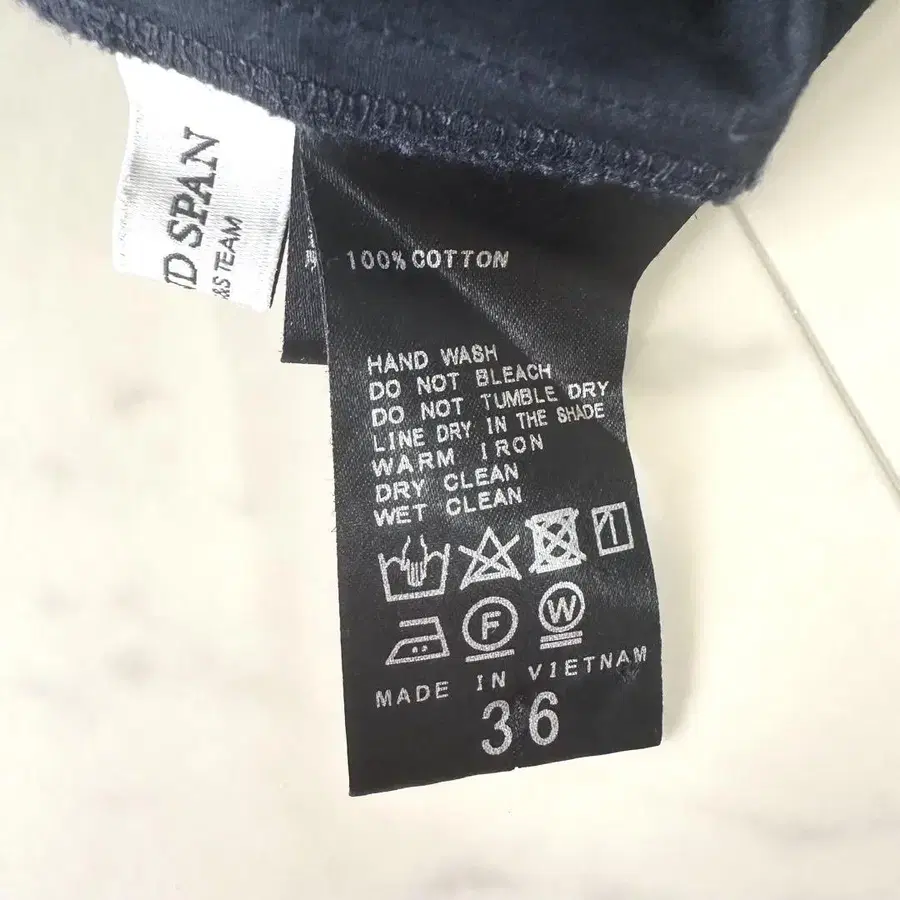 D SPAN
&S TEAM
100% COTTON
HAND WASH
DO NOT BLEACH
DO NOT TUMBLE DRY
LINE DRY IN THE SHADE
WARM IRON
DRY CLEAN
WET CLEAN
F
W
MADE IN VIETNAM
36